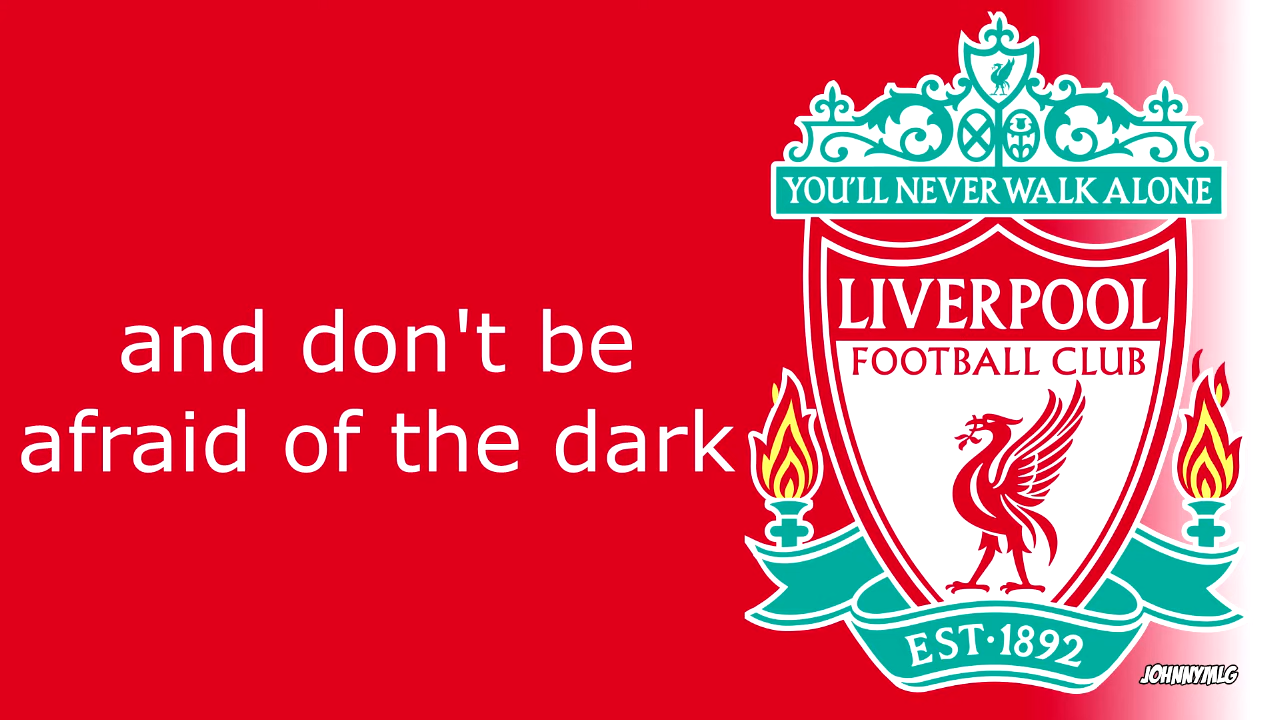 and don't be
afraid of the dark
YOU'LL NEVER WALK ALONE
LIVERPOOL
FOOTBALL CLUB
EST·1892
JOHNNYMLG